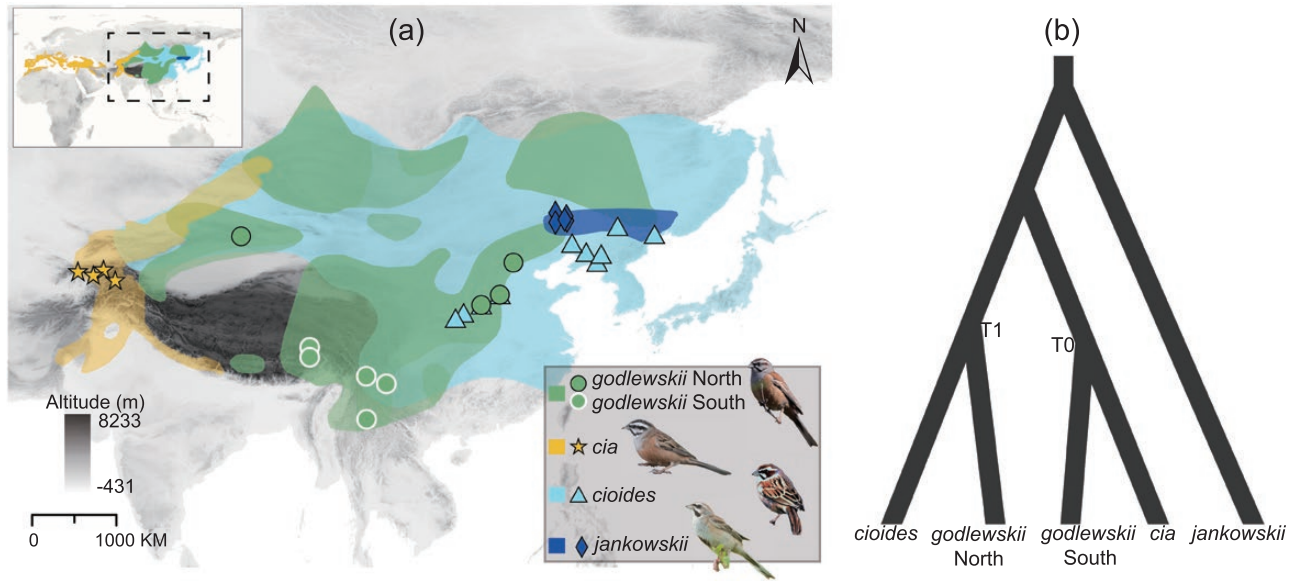 (a)
N
Altitude (m)
8233
-431
0 1000 KM
godlewskii North
godlewskii South
cia
cioides
jankowskii
(b)
T1
T0
cioides godlewskii North godlewskii South cia jankowskii